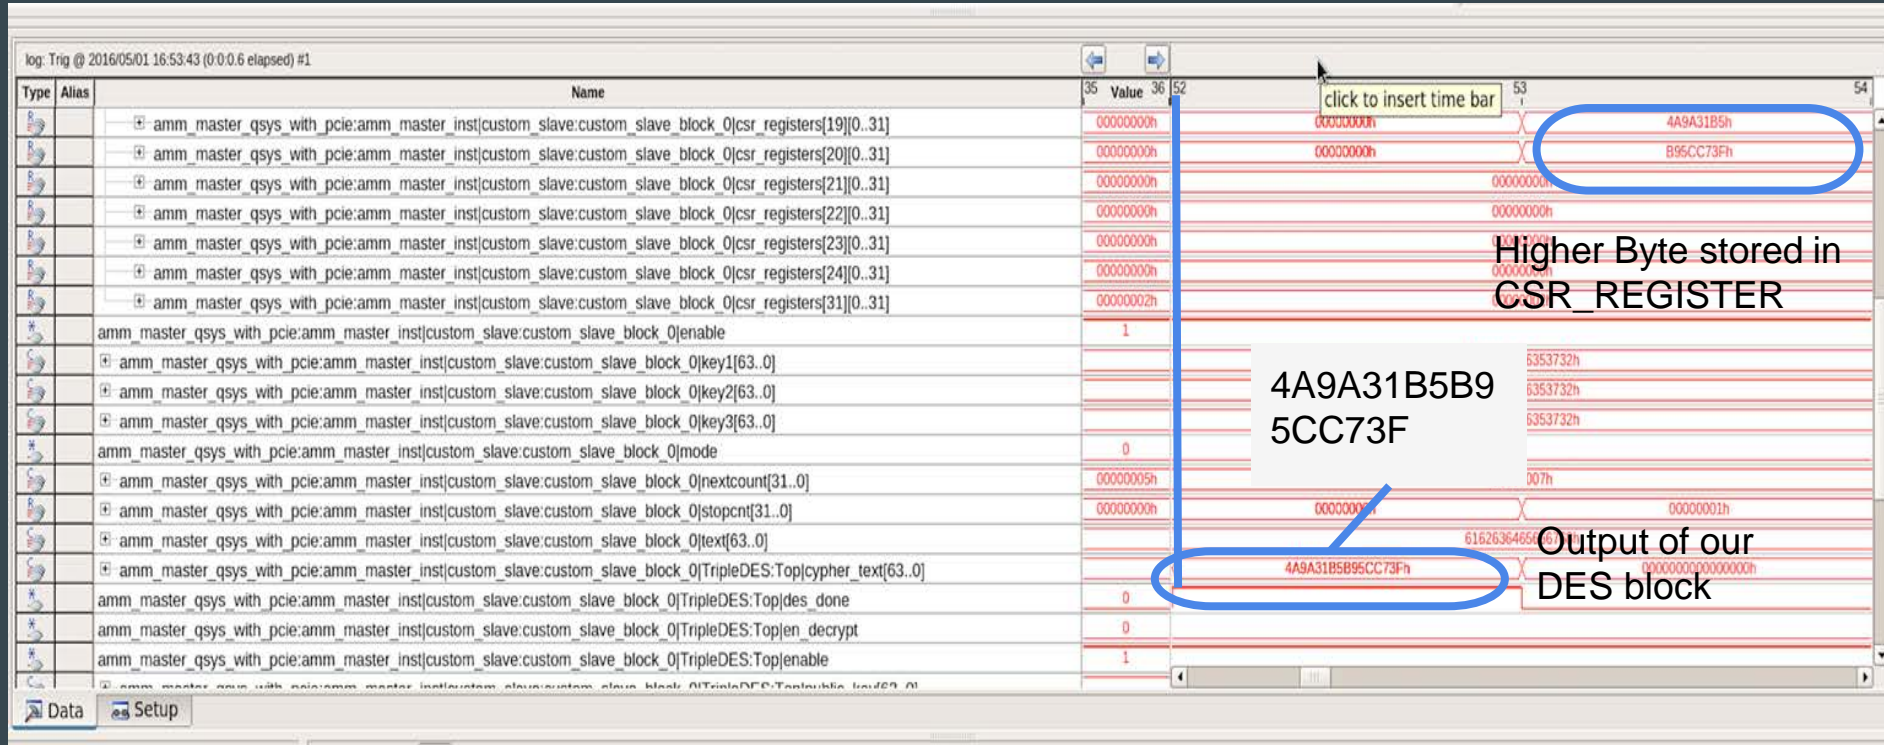 log: Trig @ 2016/05/01 16:53:43 (0:0:0.6 elapsed) #1
Type Alias Name 35 Value 36 52 53 54
click to insert time bar
amm_master_qsys_with_pcie:amm_master_inst|custom_slave:custom_slave_block_0|csr_registers[19][0..31] 00000000h 00000000h 4A9A31B5h
amm_master_qsys_with_pcie:amm_master_inst|custom_slave:custom_slave_block_0|csr_registers[20][0..31] 00000000h 00000000h B95CC73Fh
amm_master_qsys_with_pcie:amm_master_inst|custom_slave:custom_slave_block_0|csr_registers[21][0..31] 00000000h 00000000h
amm_master_qsys_with_pcie:amm_master_inst|custom_slave:custom_slave_block_0|csr_registers[22][0..31] 00000000h 00000000h
amm_master_qsys_with_pcie:amm_master_inst|custom_slave:custom_slave_block_0|csr_registers[23][0..31] 00000000h
amm_master_qsys_with_pcie:amm_master_inst|custom_slave:custom_slave_block_0|csr_registers[24][0..31] 00000000h
amm_master_qsys_with_pcie:amm_master_inst|custom_slave:custom_slave_block_0|csr_registers[31][0..31] 00000002h
Higher Byte stored in
CSR_REGISTER
amm_master_qsys_with_pcie:amm_master_inst|custom_slave:custom_slave_block_0|enable 1
amm_master_qsys_with_pcie:amm_master_inst|custom_slave:custom_slave_block_0|key1[63..0] 6353732h
amm_master_qsys_with_pcie:amm_master_inst|custom_slave:custom_slave_block_0|key2[63..0] 6353732h
amm_master_qsys_with_pcie:amm_master_inst|custom_slave:custom_slave_block_0|key3[63..0] 6353732h
4A9A31B5B9
5CC73F
amm_master_qsys_with_pcie:amm_master_inst|custom_slave:custom_slave_block_0|mode 0
amm_master_qsys_with_pcie:amm_master_inst|custom_slave:custom_slave_block_0|nextcount[31..0] 00000005h 007h
amm_master_qsys_with_pcie:amm_master_inst|custom_slave:custom_slave_block_0|stopcnt[31..0] 00000000h 00000001h
amm_master_qsys_with_pcie:amm_master_inst|custom_slave:custom_slave_block_0|text[63..0]
amm_master_qsys_with_pcie:amm_master_inst|custom_slave:custom_slave_block_0|TripleDES:Top|cypher_text[63..0] 4A9A31B5B95CC73Fh 0000000000000000h
Output of our
DES block
amm_master_qsys_with_pcie:amm_master_inst|custom_slave:custom_slave_block_0|TripleDES:Top|des_done 0
amm_master_qsys_with_pcie:amm_master_inst|custom_slave:custom_slave_block_0|TripleDES:Top|en_decrypt 0
amm_master_qsys_with_pcie:amm_master_inst|custom_slave:custom_slave_block_0|TripleDES:Top|enable 1
Data Setup